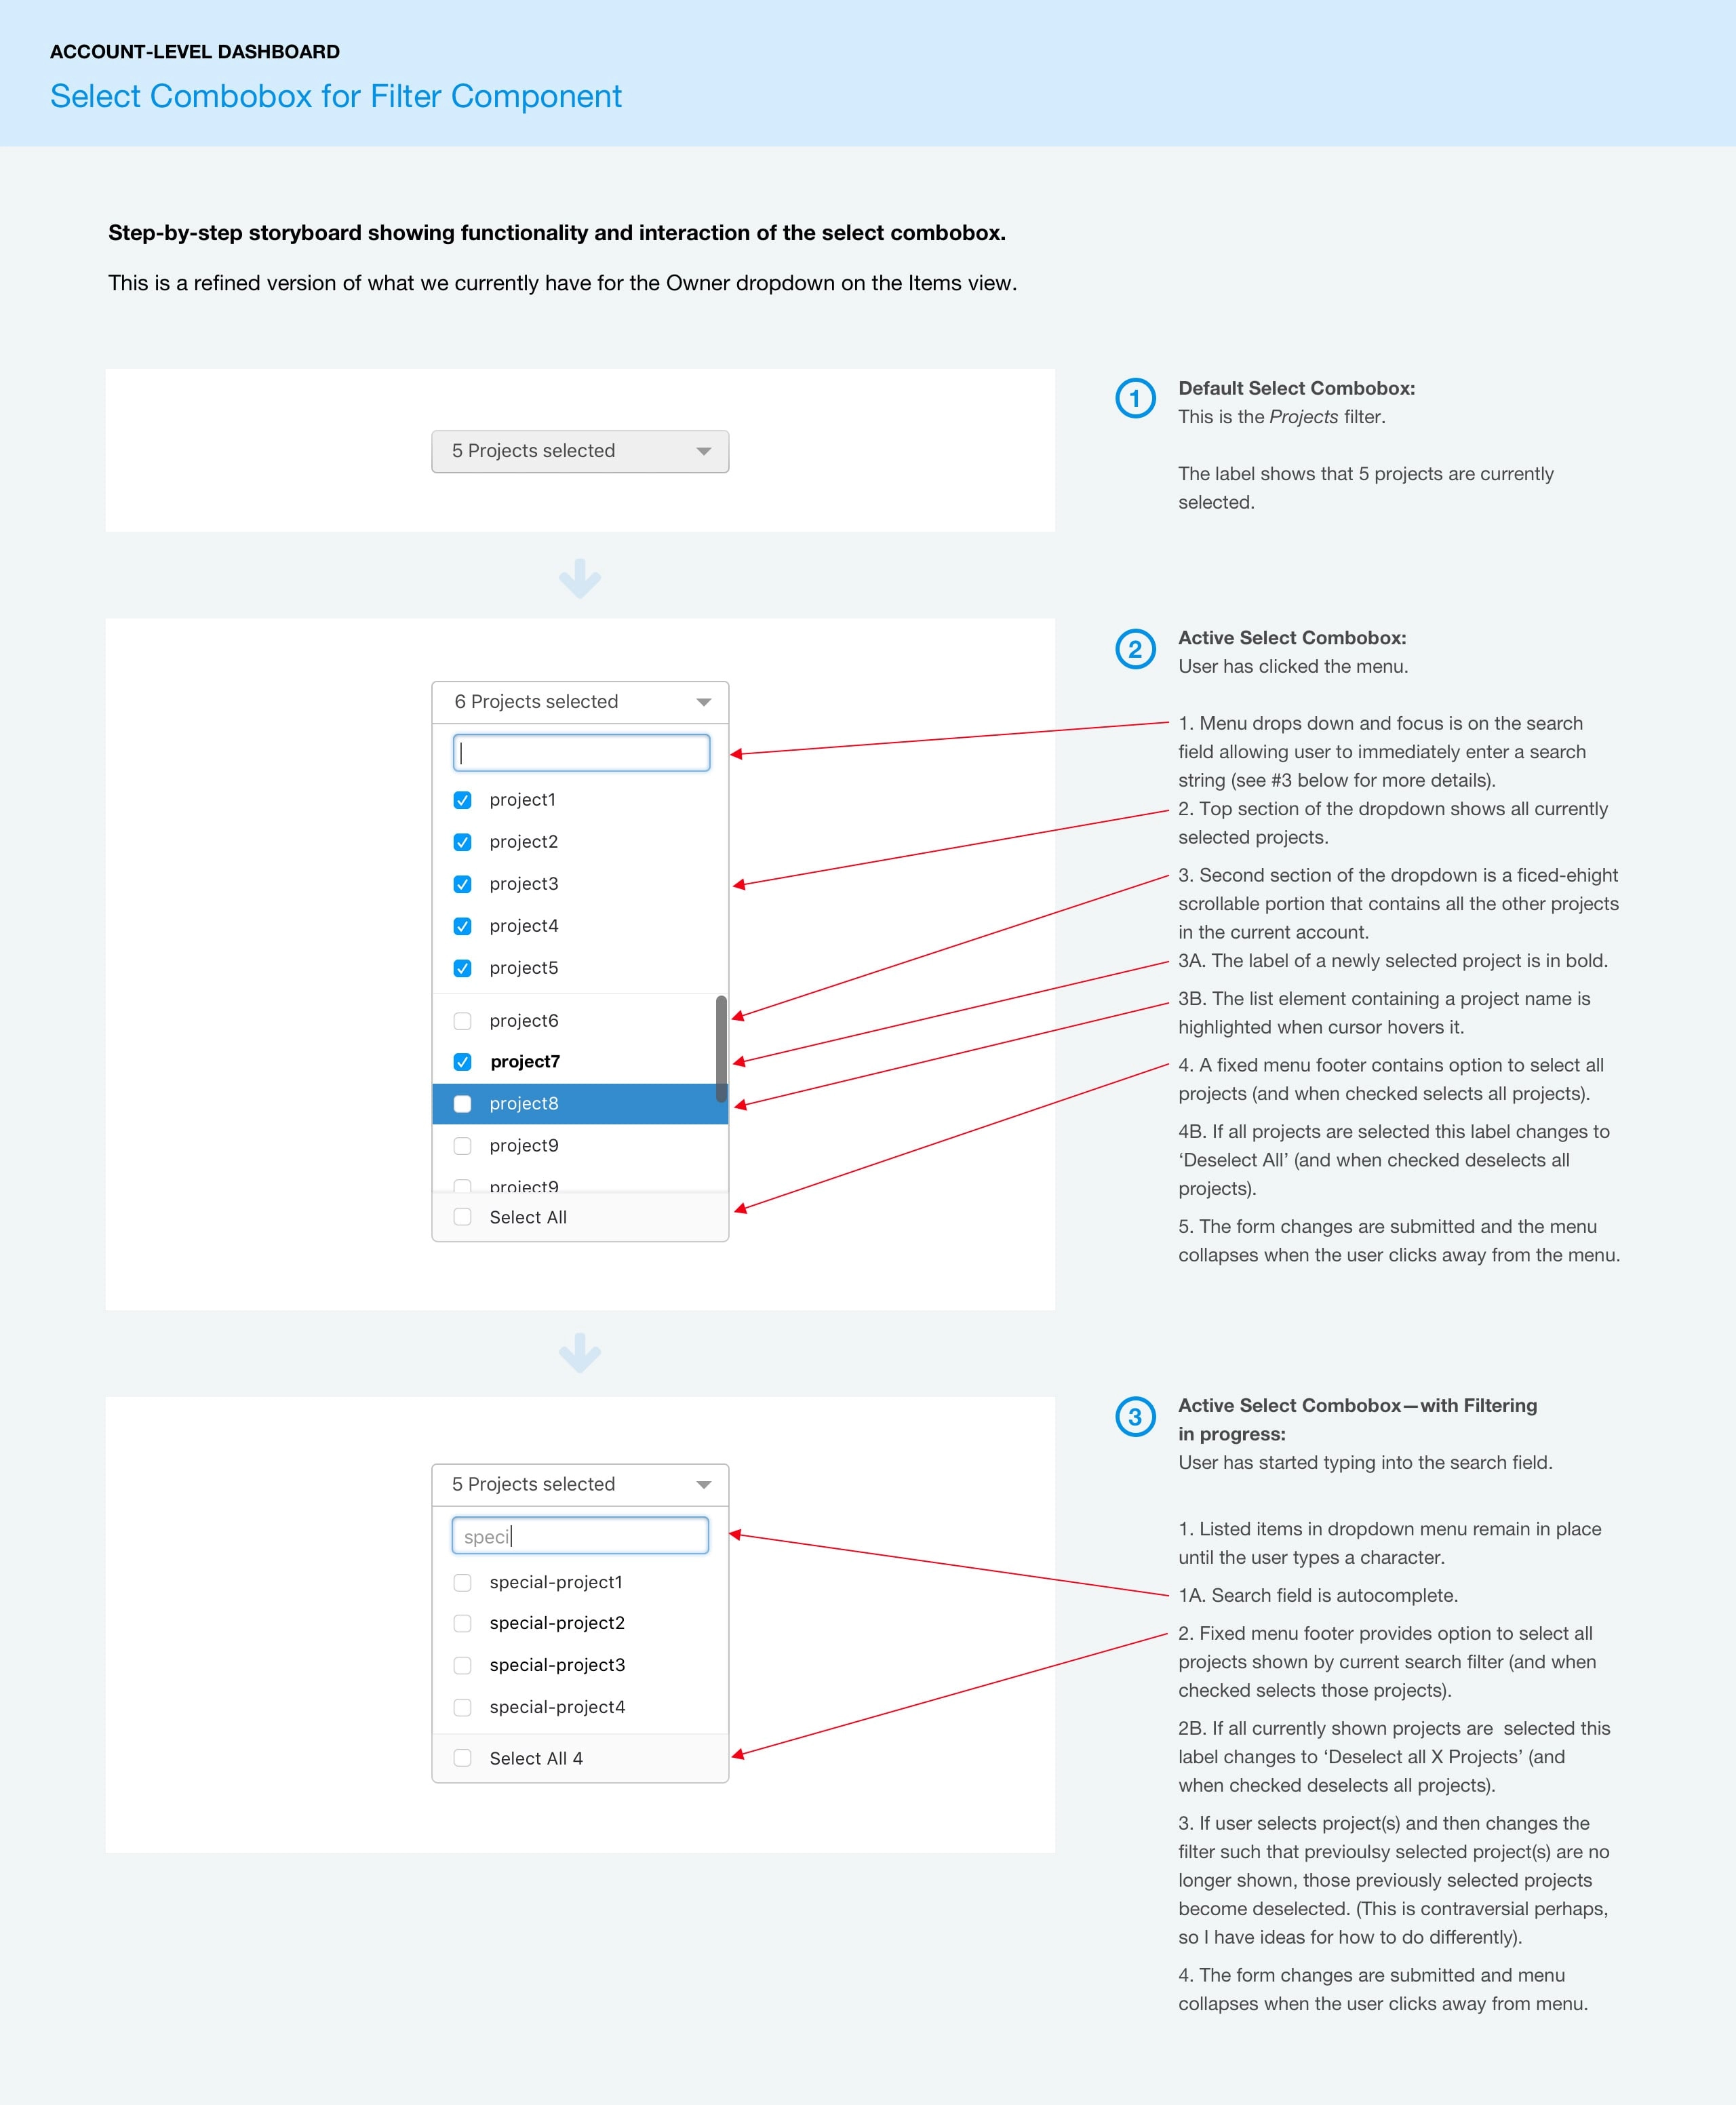 ACCOUNT-LEVEL DASHBOARD
Select Combobox for Filter Component
Step-by-step storyboard showing functionality and interaction of the select combobox.
This is a refined version of what we currently have for the Owner dropdown on the Items view.
5 Projects selected
1
Default Select Combobox:
This is the Projects filter.
The label shows that 5 projects are currently
selected.
6 Projects selected
project1
project2
project3
project4
project5
project6
project7
project8
project9
project9
Select All
2
Active Select Combobox:
User has clicked the menu.
1. Menu drops down and focus is on the search
field allowing user to immediately enter a search
string (see #3 below for more details).
2. Top section of the dropdown shows all currently
selected projects.
3. Second section of the dropdown is a ficed-ehight
scrollable portion that contains all the other projects
in the current account.
3A. The label of a newly selected project is in bold.
3B. The list element containing a project name is
highlighted when cursor hovers it.
4. A fixed menu footer contains option to select all
projects (and when checked selects all projects).
4B. If all projects are selected this label changes to
‘Deselect All’ (and when checked deselects all
projects).
5. The form changes are submitted and the menu
collapses when the user clicks away from the menu.
5 Projects selected
speci
special-project1
special-project2
special-project3
special-project4
Select All 4
3
Active Select Combobox—with Filtering
in progress:
User has started typing into the search field.
1. Listed items in dropdown menu remain in place
until the user types a character.
1A. Search field is autocomplete.
2. Fixed menu footer provides option to select all
projects shown by current search filter (and when
checked selects those projects).
2B. If all currently shown projects are  selected this
label changes to ‘Deselect all X Projects’ (and
when checked deselects all projects).
3. If user selects project(s) and then changes the
filter such that previoulsy selected project(s) are no
longer shown, those previously selected projects
become deselected. (This is contraversial perhaps,
so I have ideas for how to do differently).
4. The form changes are submitted and menu
collapses when the user clicks away from menu.